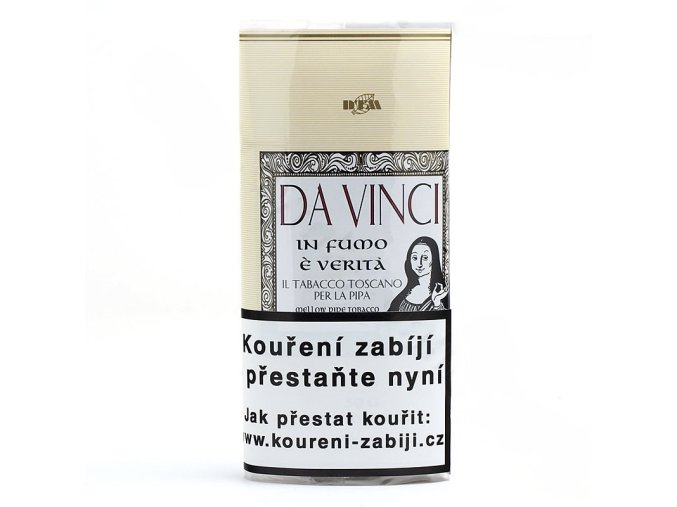 DTM
DA VINCI
IN FUMO
È VERITÀ
IL TABACCO TOSCANO
PER LA PIPA
mellow pipe tobacco
Kouření zabíjí
přestaňte nyní
Jak přestat kouřit:
www.koureni-zabiji.cz